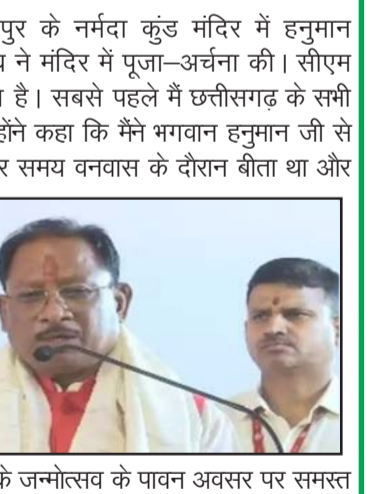 पुर के नर्मदा कुंड मंदिर में हनुमान
ने मंदिर में पूजा–अर्चना की। सीएम
है। सबसे पहले मैं छत्तीसगढ़ के सभी
होंने कहा कि मैंने भगवान हनुमान जी से
र समय वनवास के दौरान बीता था और
के जन्मोत्सव के पावन अवसर पर समस्त